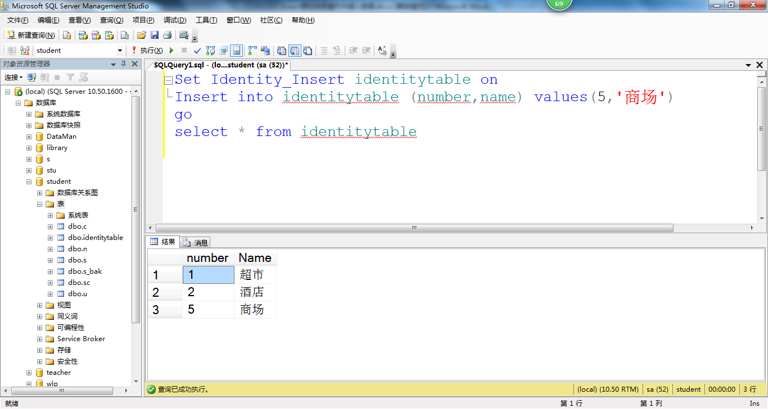 Microsoft SQL Server Management Studio
69
文件(F) 编辑(E) 查看(V) 查询(Q) 项目(P) 调试(D) 工具(T) 窗口(W) 社区(C) 帮助(H)
新建查询(N)
student 执行(X)
对象资源管理器
连接
(local) (SQL Server 10.50.1600 -
数据库
系统数据库
数据库快照
DataMan
library
s
stu
student
数据库关系图
表
系统表
dbo.c
dbo.identitytable
dbo.n
dbo.s
dbo.s_bak
dbo.sc
dbo.u
视图
同义词
可编程性
Service Broker
存储
安全性
teacher
wlp
SQLQuery1.sql - (lo....student (sa (52))*
Set Identity_Insert identitytable on
Insert into identitytable (number,name) values(5,'商场')
go
select * from identitytable
结果 消息
number Name
1 1 超市
2 2 酒店
3 5 商场
查询已成功执行。 (local) (10.50 RTM) sa (52) student 00:00:00 3 行
就绪 第 1 行 第 1 列 Ins